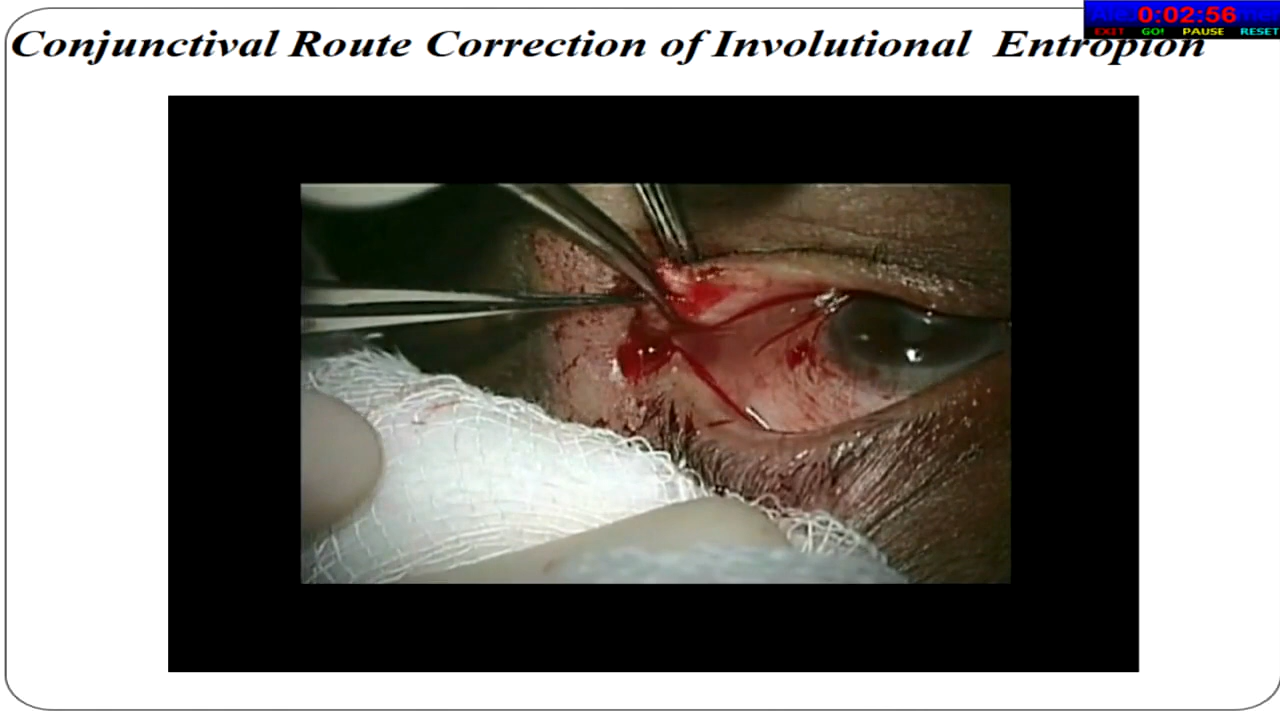 0:02:56
Conjunctival Route Correction of Involutional Entropion
EXIT GO! PAUSE RESET